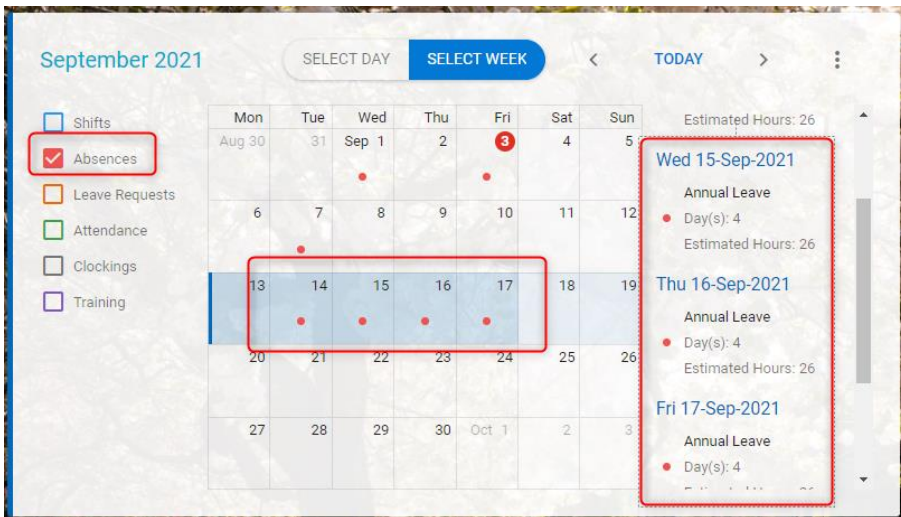 September 2021
SELECT DAY
SELECT WEEK
TODAY
Shifts
Absences
Leave Requests
Attendance
Clockings
Training
Mon Tue Wed Thu Fri Sat Sun
Aug 30 31 Sep 1 2 3 4 5
6 7 8 9 10 11 12
13 14 15 16 17 18 19
20 21 22 23 24 25 26
27 28 29 30 Oct 1 2 3
Estimated Hours: 26
Wed 15-Sep-2021
Annual Leave
Day(s): 4
Estimated Hours: 26
Thu 16-Sep-2021
Annual Leave
Day(s): 4
Estimated Hours: 26
Fri 17-Sep-2021
Annual Leave
Day(s): 4